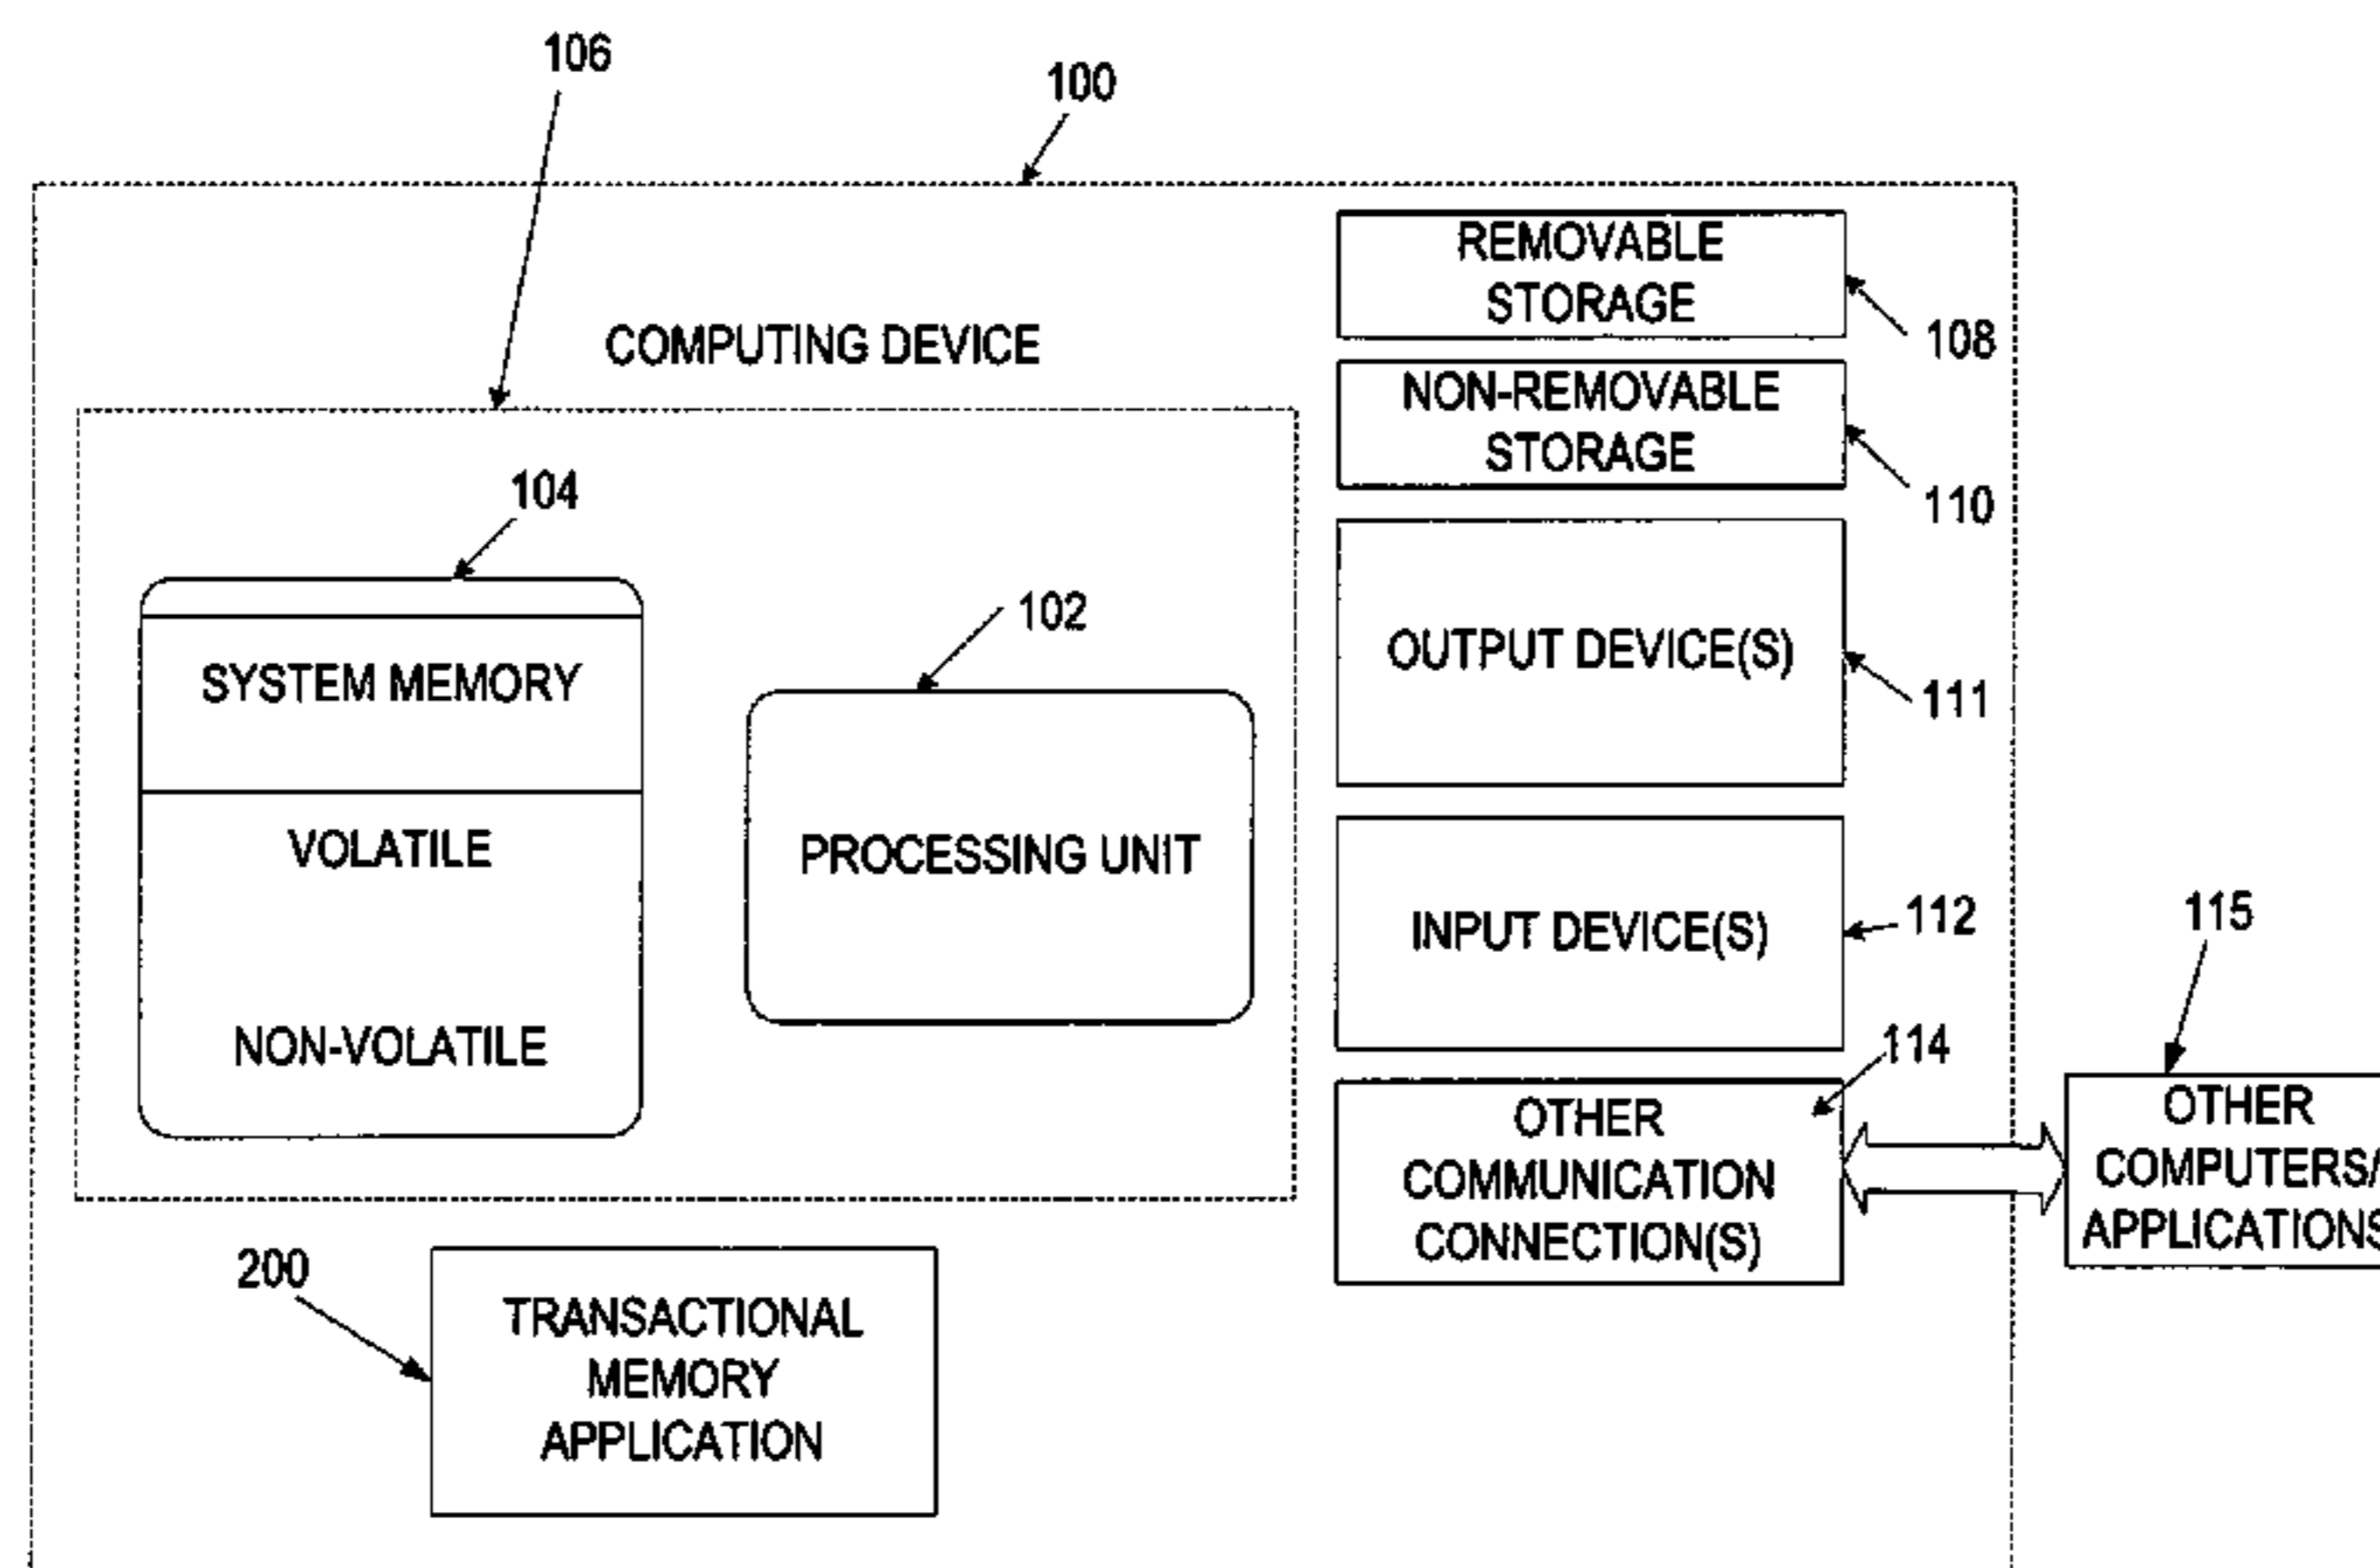 106
100
COMPUTING DEVICE
REMOVABLE
STORAGE
108
NON-REMOVABLE
STORAGE
110
104
SYSTEM MEMORY
VOLATILE
NON-VOLATILE
102
PROCESSING UNIT
OUTPUT DEVICE(S)
111
INPUT DEVICE(S)
112
114
OTHER
COMMUNICATION
CONNECTION(S)
115
OTHER
COMPUTERS/
APPLICATIONS
200
TRANSACTIONAL
MEMORY
APPLICATION